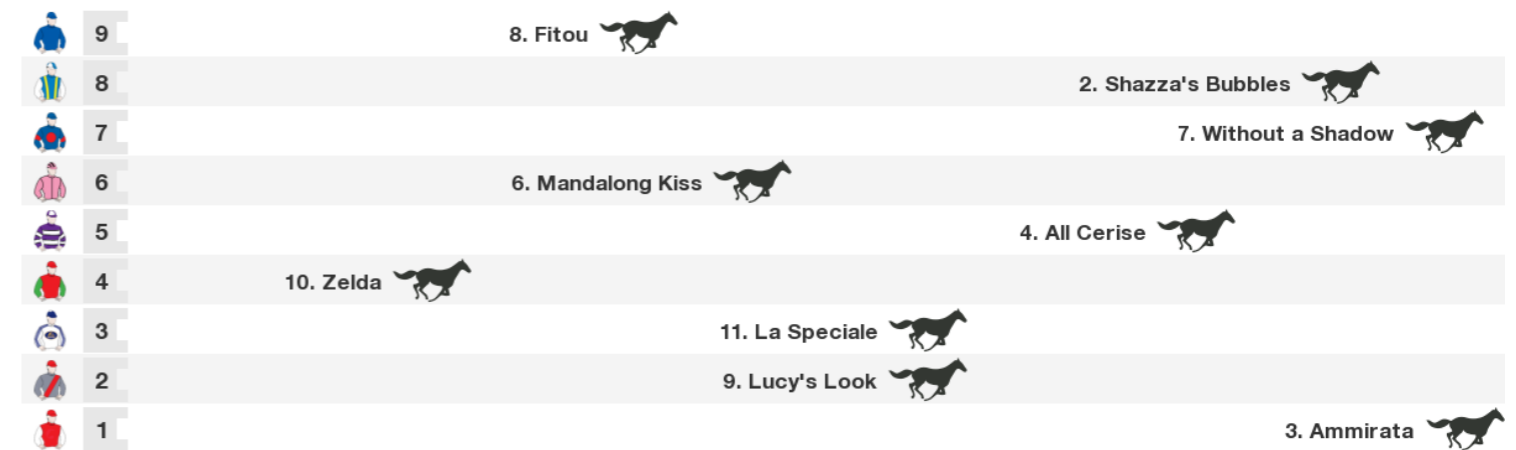 9 8. Fitou
8 2. Shazza's Bubbles
7 7. Without a Shadow
6 6. Mandalong Kiss
5 4. All Cerise
4 10. Zelda
3 11. La Speciale
2 9. Lucy's Look
1 3. Ammirata